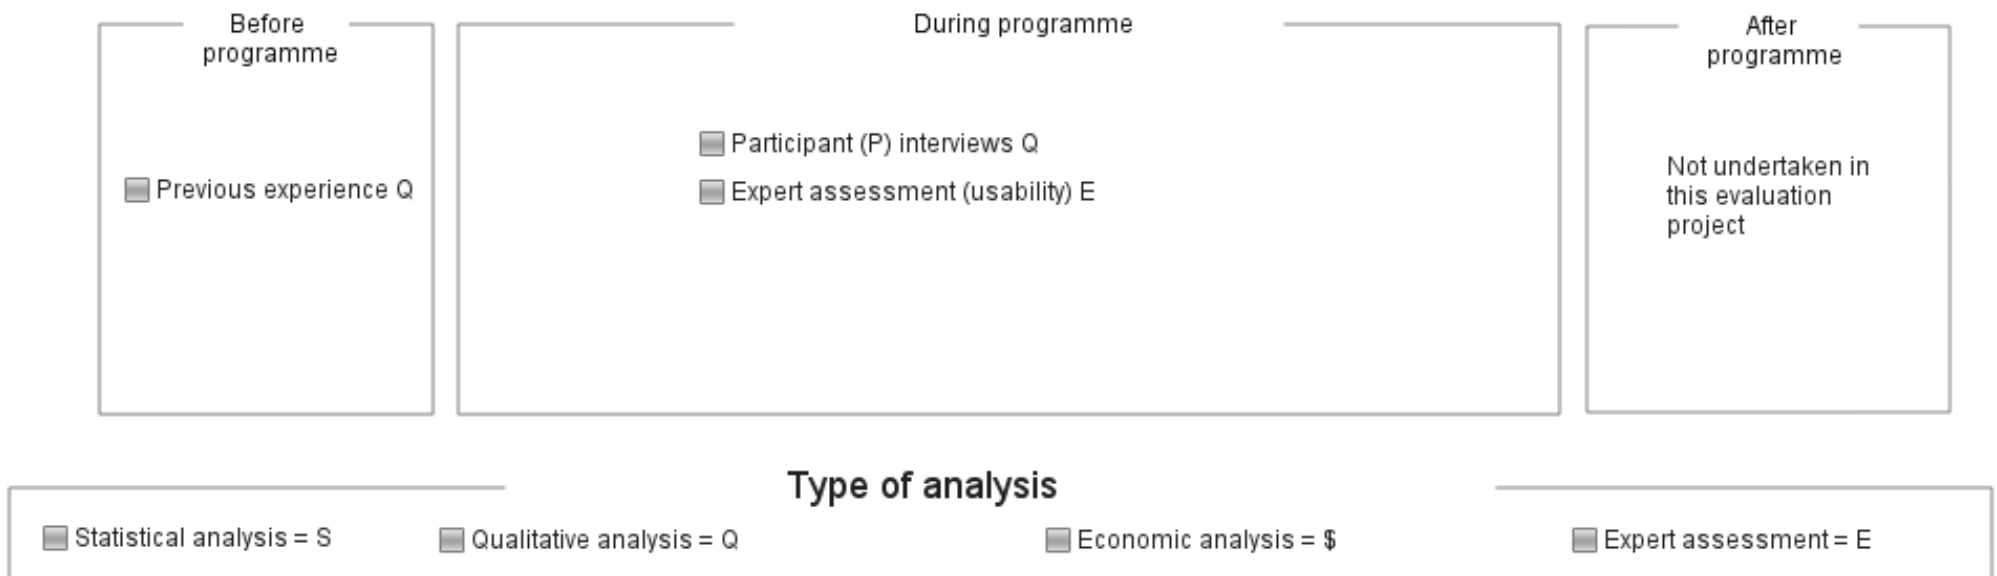 Before
programme
During programme
After
programme
Previous experience Q
Participant (P) interviews Q
Expert assessment (usability) E
Not undertaken in
this evaluation
project
Type of analysis
Statistical analysis = S
Qualitative analysis = Q
Economic analysis = $
Expert assessment = E